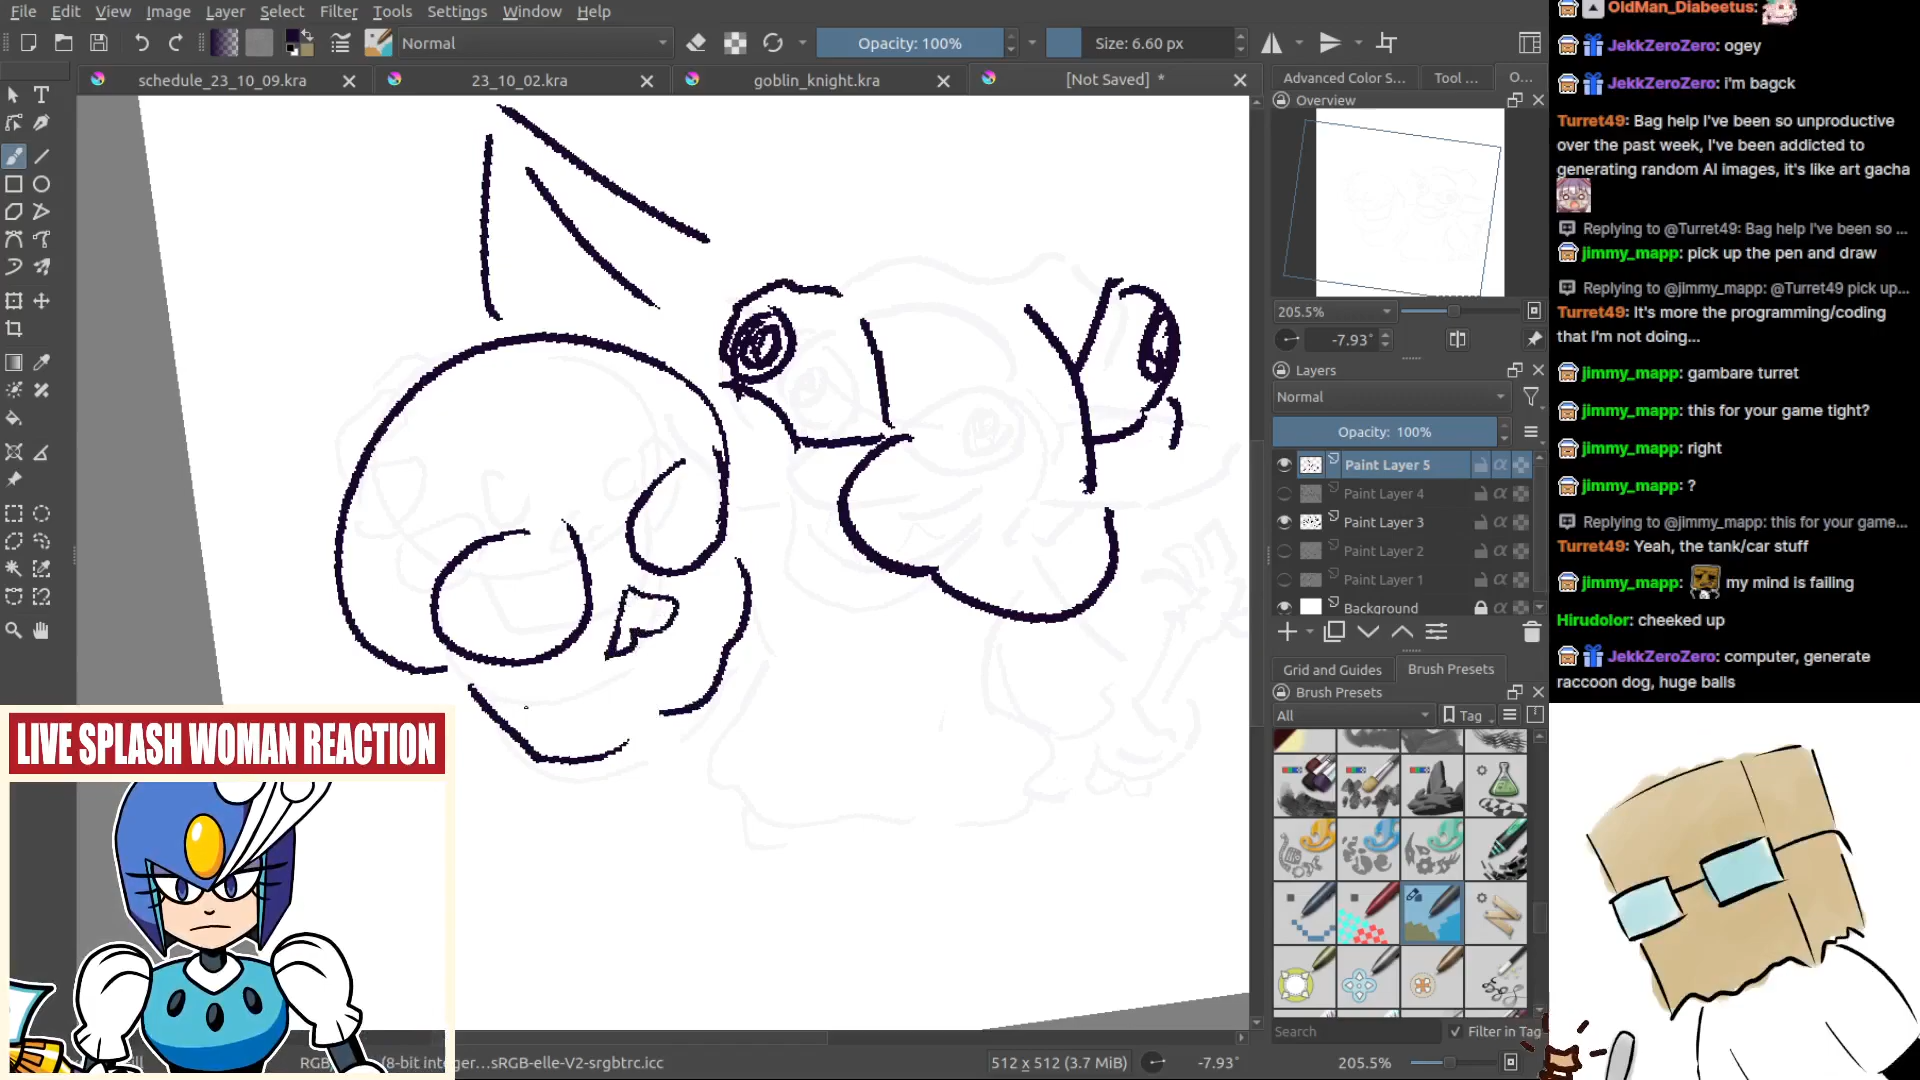 File Edit View Image Layer Select Filter Tools Settings Window Help
Normal
Opacity: 100%
Size: 6.60 px
schedule_23_10_09.kra
23_10_02.kra
goblin_knight.kra
[Not Saved] *
Advanced Color S...
Tool ...
O...
Overview
205.5%
-7.93°
Layers
Normal
Opacity: 100%
Paint Layer 5
Paint Layer 4
Paint Layer 3
Paint Layer 2
Paint Layer 1
Background
Grid and Guides
Brush Presets
Brush Presets
All
Tag
Search
Filter in Tag
(8-bit integer...sRGB-elle-V2-srgbtrc.icc
512 x 512 (3.7 MiB)
-7.93°
205.5%
LIVE SPLASH WOMAN REACTION
OldMan_Diabeetus:
JekkZeroZero: ogey
JekkZeroZero: i'm bagck
Turret49: Bag help I've been so unproductive
over the past week, I've been addicted to
generating random AI images, it's like art gacha
Replying to @Turret49: Bag help I've been so ...
jimmy_mapp: pick up the pen and draw
Replying to @jimmy_mapp: @Turret49 pick up...
Turret49: It's more the programming/coding
that I'm not doing...
jimmy_mapp: gambare turret
jimmy_mapp: this for your game tight?
jimmy_mapp: right
jimmy_mapp: ?
Replying to @jimmy_mapp: this for your game...
Turret49: Yeah, the tank/car stuff
jimmy_mapp: my mind is failing
Hirudolor: cheeked up
JekkZeroZero: computer, generate
raccoon dog, huge balls